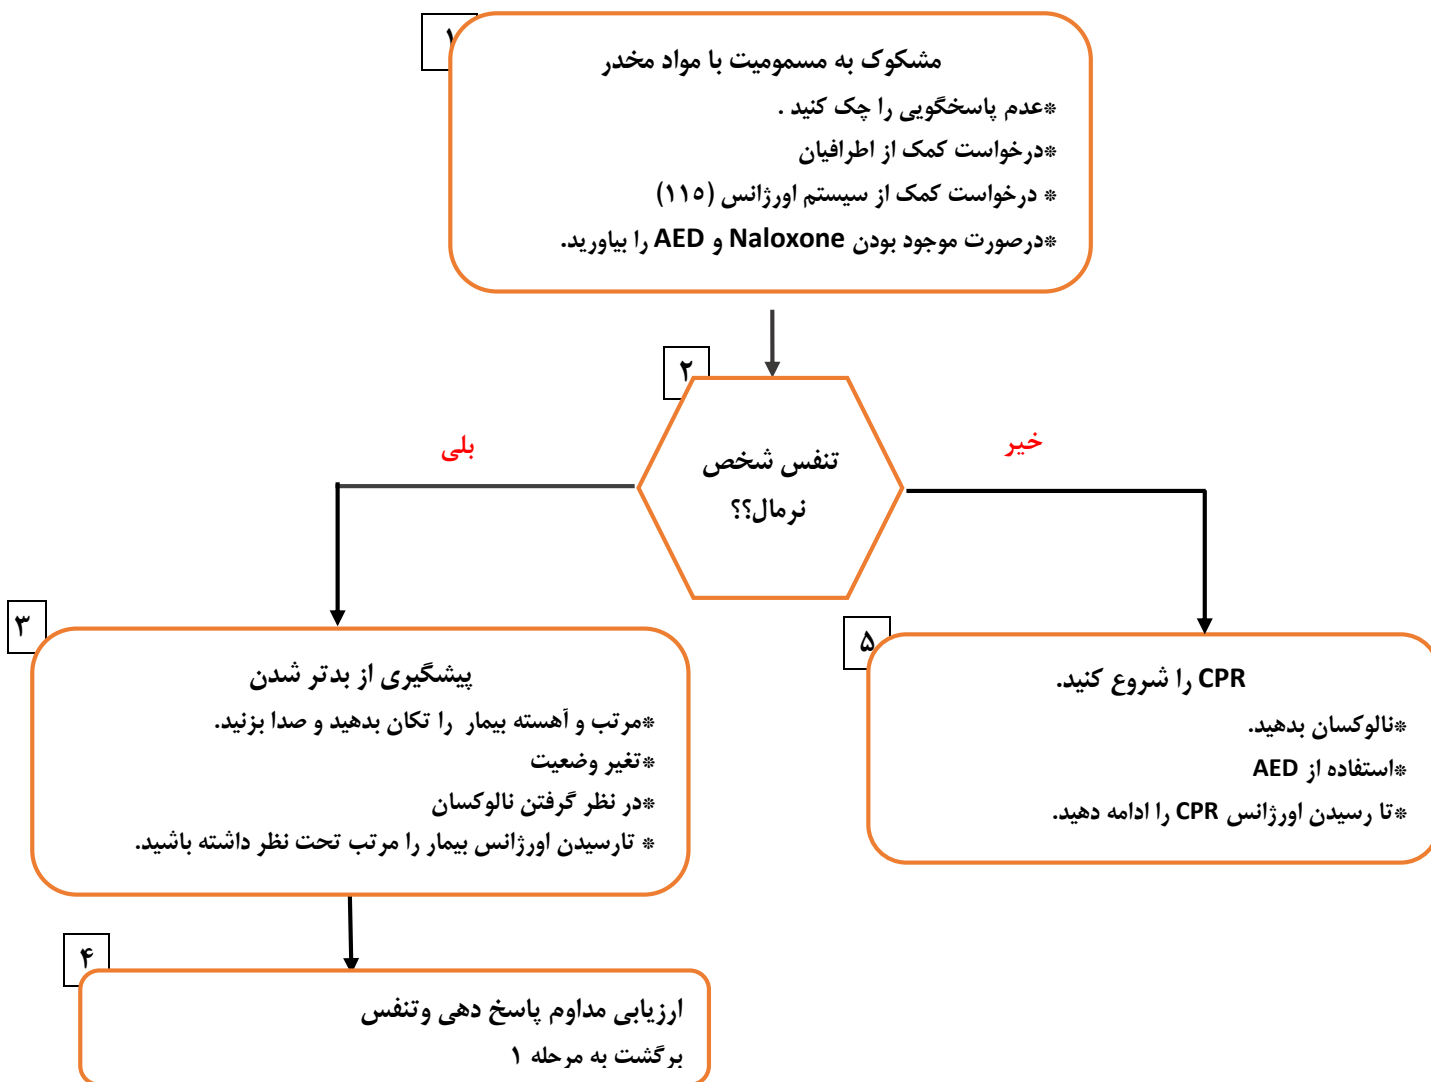 ۱
مشکوک به مسمومیت با مواد مخدر
*عدم پاسخگویی را چک کنید .
*درخواست کمک از اطرافیان
* درخواست کمک از سیستم اورژانس (۱۱۵)
*درصورت موجود بودن Naloxone و AED را بیاورید.
۲
تنفس شخص
نرمال؟؟
خیر
بلی
۳
پیشگیری از بدتر شدن
*مرتب و آهسته بیمار را تکان بدهید و صدا بزنید.
*تغیر وضعیت
*در نظر گرفتن نالوکسان
* تارسیدن اورژانس بیمار را مرتب تحت نظر داشته باشید.
۴
ارزیابی مداوم پاسخ دهی وتنفس
برگشت به مرحله ۱
۵
CPR را شروع کنید.
*نالوکسان بدهید.
*استفاده از AED
*تا رسیدن اورژانس CPR را ادامه دهید.